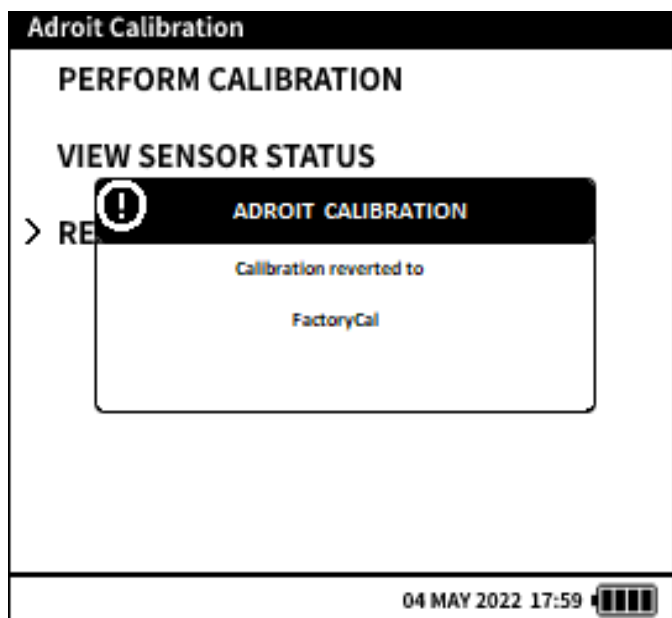 Adroit Calibration
PERFORM CALIBRATION
VIEW SENSOR STATUS
> RE
ADROIT CALIBRATION
Calibration reverted to
FactoryCal
04 MAY 2022 17:59